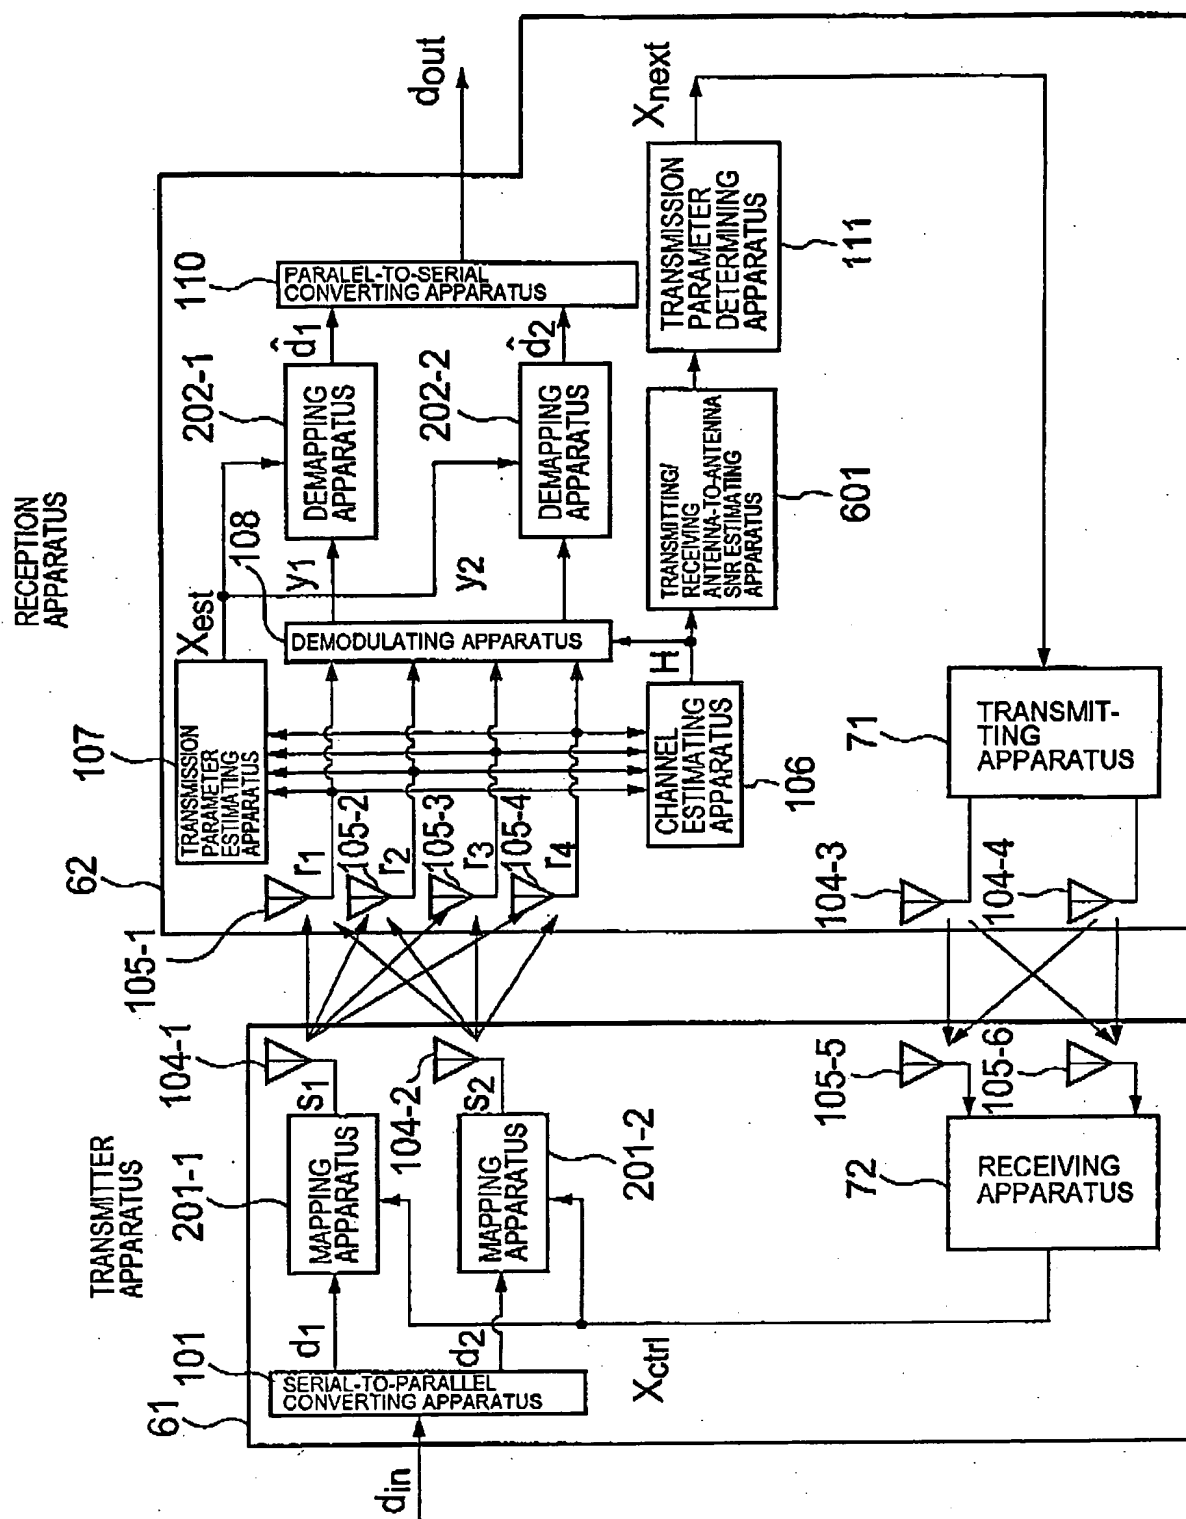 TRANSMITTER
APPARATUS
RECEPTION
APPARATUS
61
62
din
101
SERIAL-TO-PARALLEL
CONVERTING APPARATUS
d1
d2
201-1
MAPPING
APPARATUS
201-2
MAPPING
APPARATUS
s1
s2
104-1
104-2
Xctrl
72
RECEIVING
APPARATUS
105-5
105-6
104-3
104-4
71
TRANSMIT-
TING APPARATUS
105-1
105-2
105-3
105-4
r1
r2
r3
r4
107
TRANSMISSION
PARAMETER
ESTIMATING
APPARATUS
Xest
106
CHANNEL
ESTIMATING
APPARATUS
H
108
DEMODULATING APPARATUS
y1
y2
202-1
DEMAPPING
APPARATUS
202-2
DEMAPPING
APPARATUS
d̂1
d̂2
110
PARALEL-TO-SERIAL
CONVERTING APPARATUS
dout
601
TRANSMITTING/
RECEIVING
ANTENNA-TO-ANTENNA
SNR ESTIMATING
APPARATUS
111
TRANSMISSION
PARAMETER
DETERMINING
APPARATUS
Xnext